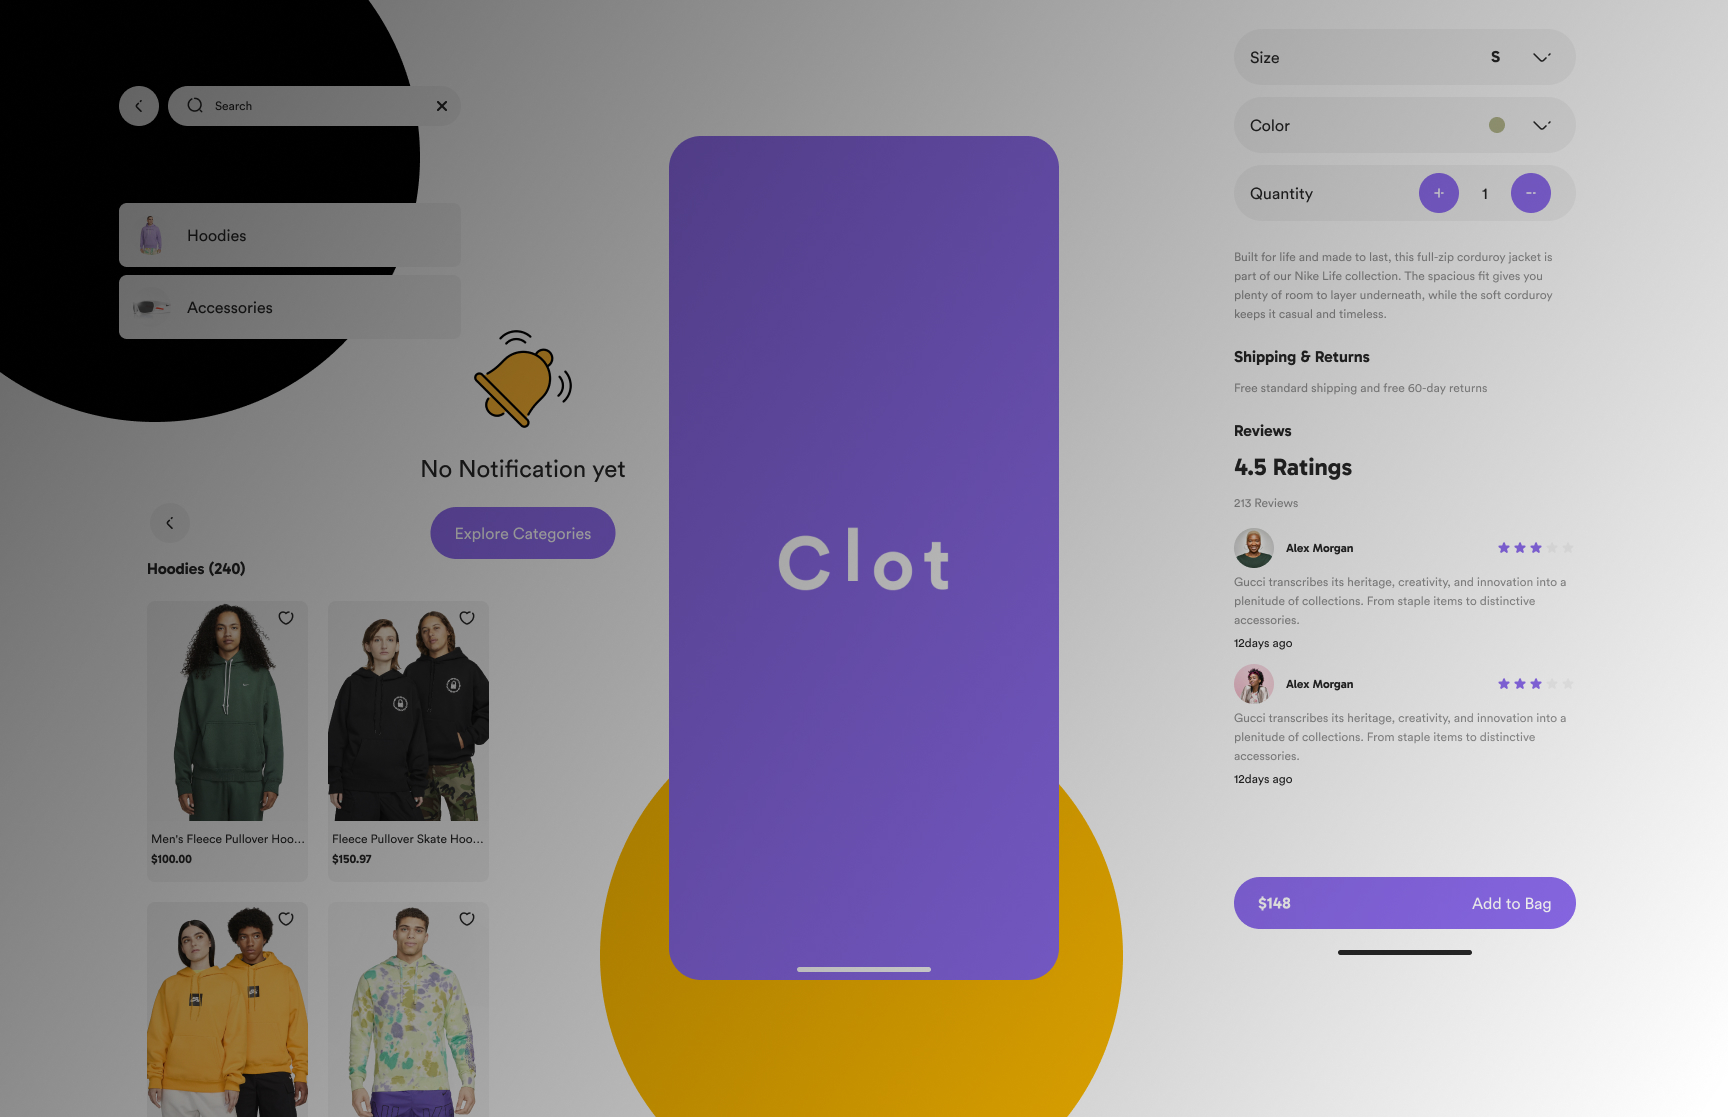 Search
Hoodies
Accessories
No Notification yet
Explore Categories
Hoodies (240)
Men's Fleece Pullover Hoo...
$100.00
Fleece Pullover Skate Hoo...
$150.97
Clot
Size
S
Color
Quantity
+
1
-
Built for life and made to last, this full-zip corduroy jacket is
part of our Nike Life collection. The spacious fit gives you
plenty of room to layer underneath, while the soft corduroy
keeps it casual and timeless.
Shipping & Returns
Free standard shipping and free 60-day returns
Reviews
4.5 Ratings
213 Reviews
Alex Morgan
Gucci transcribes its heritage, creativity, and innovation into a
plenitude of collections. From staple items to distinctive
accessories.
12days ago
Alex Morgan
Gucci transcribes its heritage, creativity, and innovation into a
plenitude of collections. From staple items to distinctive
accessories.
12days ago
$148
Add to Bag